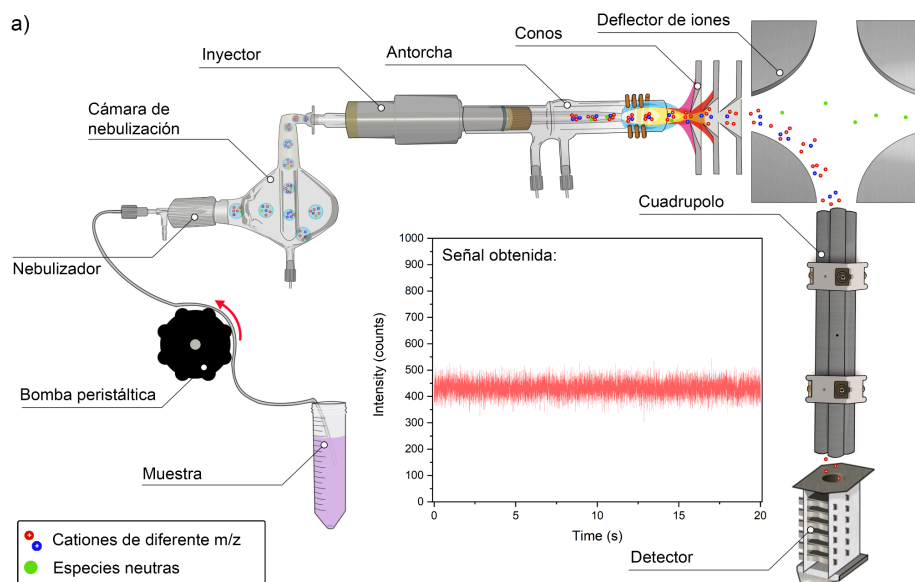 a)
Deflector de iones
Conos
Inyector
Antorcha
Cámara de
nebulización
Cuadrupolo
Nebulizador
Señal obtenida:
1000
900
800
700
600
500
400
300
200
100
0
Intensity (counts)
0 5 10 15 20
Time (s)
Bomba peristáltica
Muestra
Detector
Cationes de diferente m/z
Especies neutras